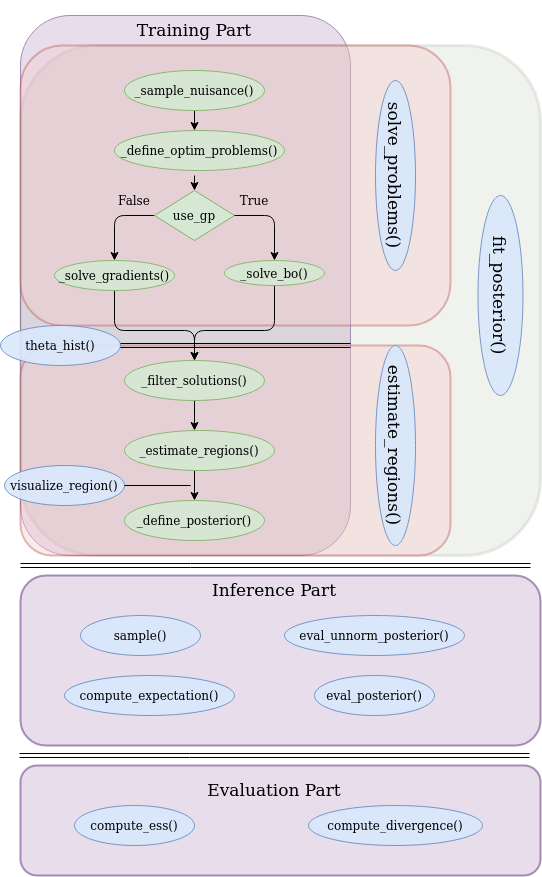 Training Part
_sample_nuisance()
_define_optim_problems()
use_gp
False
True
_solve_gradients()
_solve_bo()
theta_hist()
_filter_solutions()
_estimate_regions()
visualize_region()
_define_posterior()
solve_problems()
estimate_regions()
fit_posterior()
Inference Part
sample()
eval_unnorm_posterior()
compute_expectation()
eval_posterior()
Evaluation Part
compute_ess()
compute_divergence()